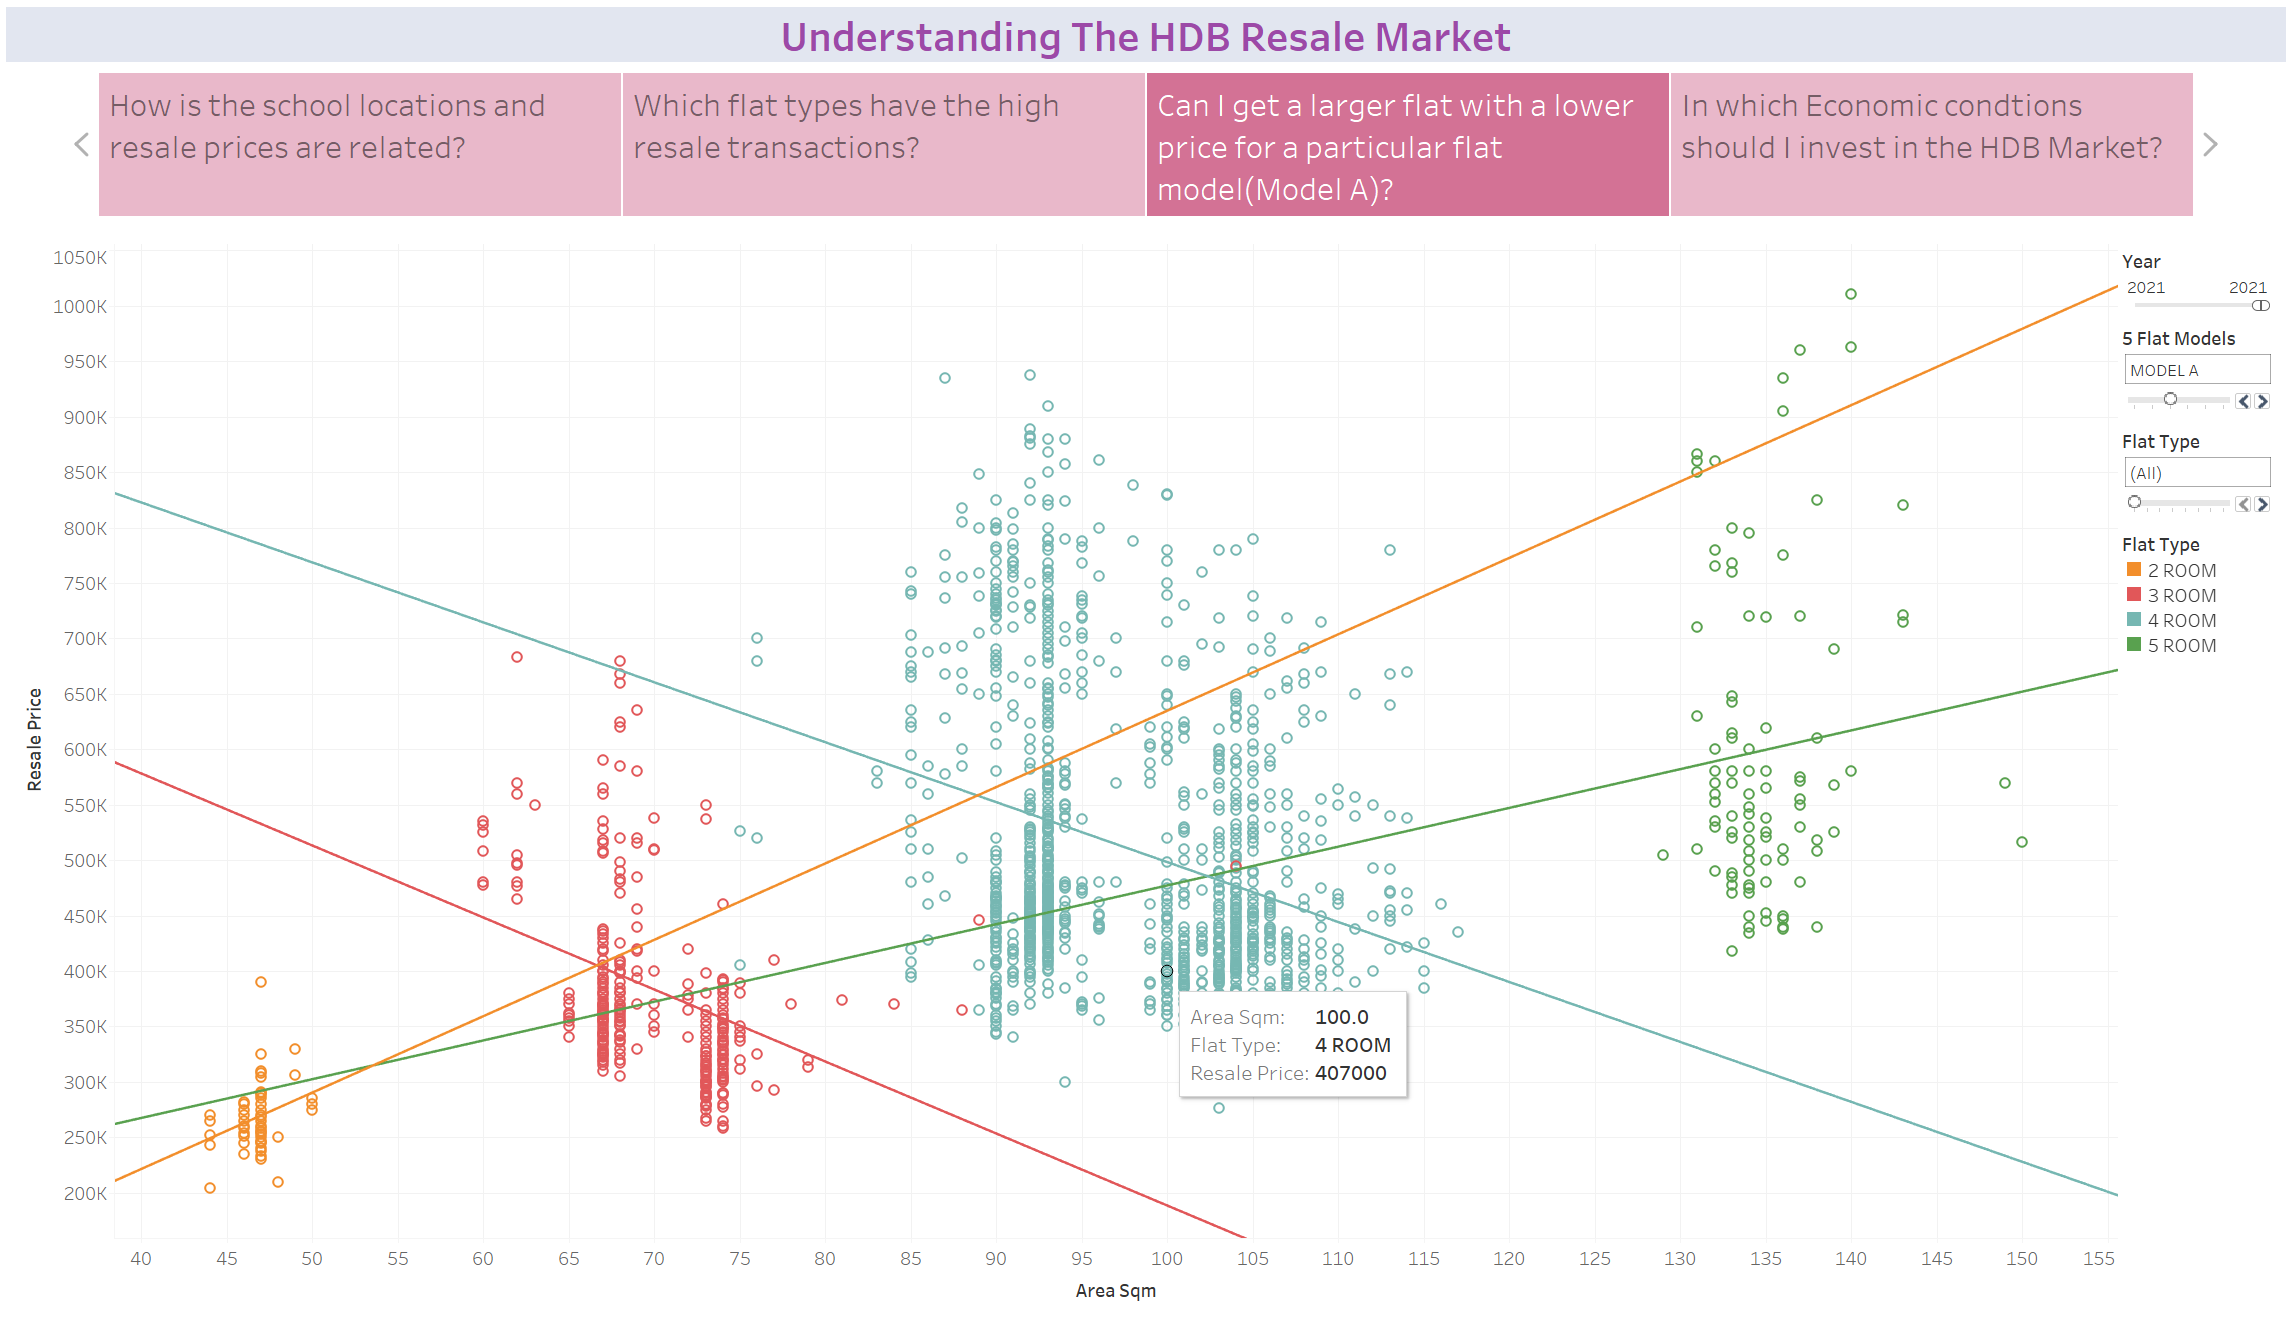 Understanding The HDB Resale Market
How is the school locations and
resale prices are related?
Which flat types have the high
resale transactions?
Can I get a larger flat with a lower
price for a particular flat
model(Model A)?
In which Economic condtions
should I invest in the HDB Market?
1050K
1000K
950K
900K
850K
800K
750K
700K
650K
600K
550K
500K
450K
400K
350K
300K
250K
200K
Resale Price
40 45 50 55 60 65 70 75 80 85 90 95 100 105 110 115 120 125 130 135 140 145 150 155
Area Sqm
Area Sqm: 100.0
Flat Type: 4 ROOM
Resale Price: 407000
Year
2021 2021
5 Flat Models
MODEL A
Flat Type
(All)
Flat Type
2 ROOM
3 ROOM
4 ROOM
5 ROOM